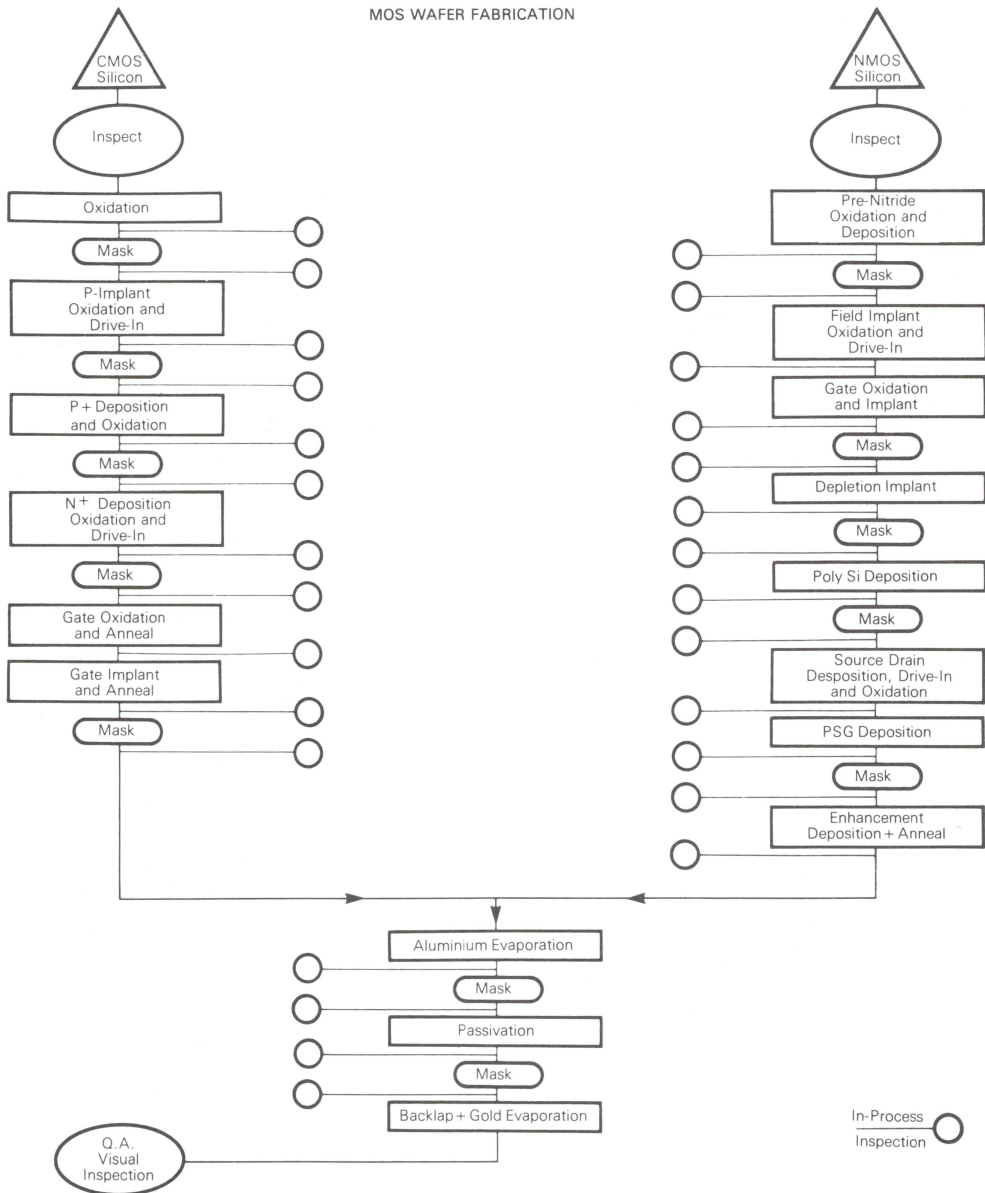 MOS WAFER FABRICATION
CMOS
Silicon
Inspect
Oxidation
Mask
P-Implant
Oxidation and
Drive-In
Mask
P+ Deposition
and Oxidation
Mask
N+ Deposition
Oxidation and
Drive-In
Mask
Gate Oxidation
and Anneal
Gate Implant
and Anneal
Mask
NMOS
Silicon
Inspect
Pre-Nitride
Oxidation and
Deposition
Mask
Field Implant
Oxidation and
Drive-In
Gate Oxidation
and Implant
Mask
Depletion Implant
Mask
Poly Si Deposition
Mask
Source Drain
Desposition, Drive-In
and Oxidation
PSG Deposition
Mask
Enhancement
Deposition + Anneal
Aluminium Evaporation
Mask
Passivation
Mask
Backlap + Gold Evaporation
Q.A.
Visual
Inspection
In-Process
Inspection